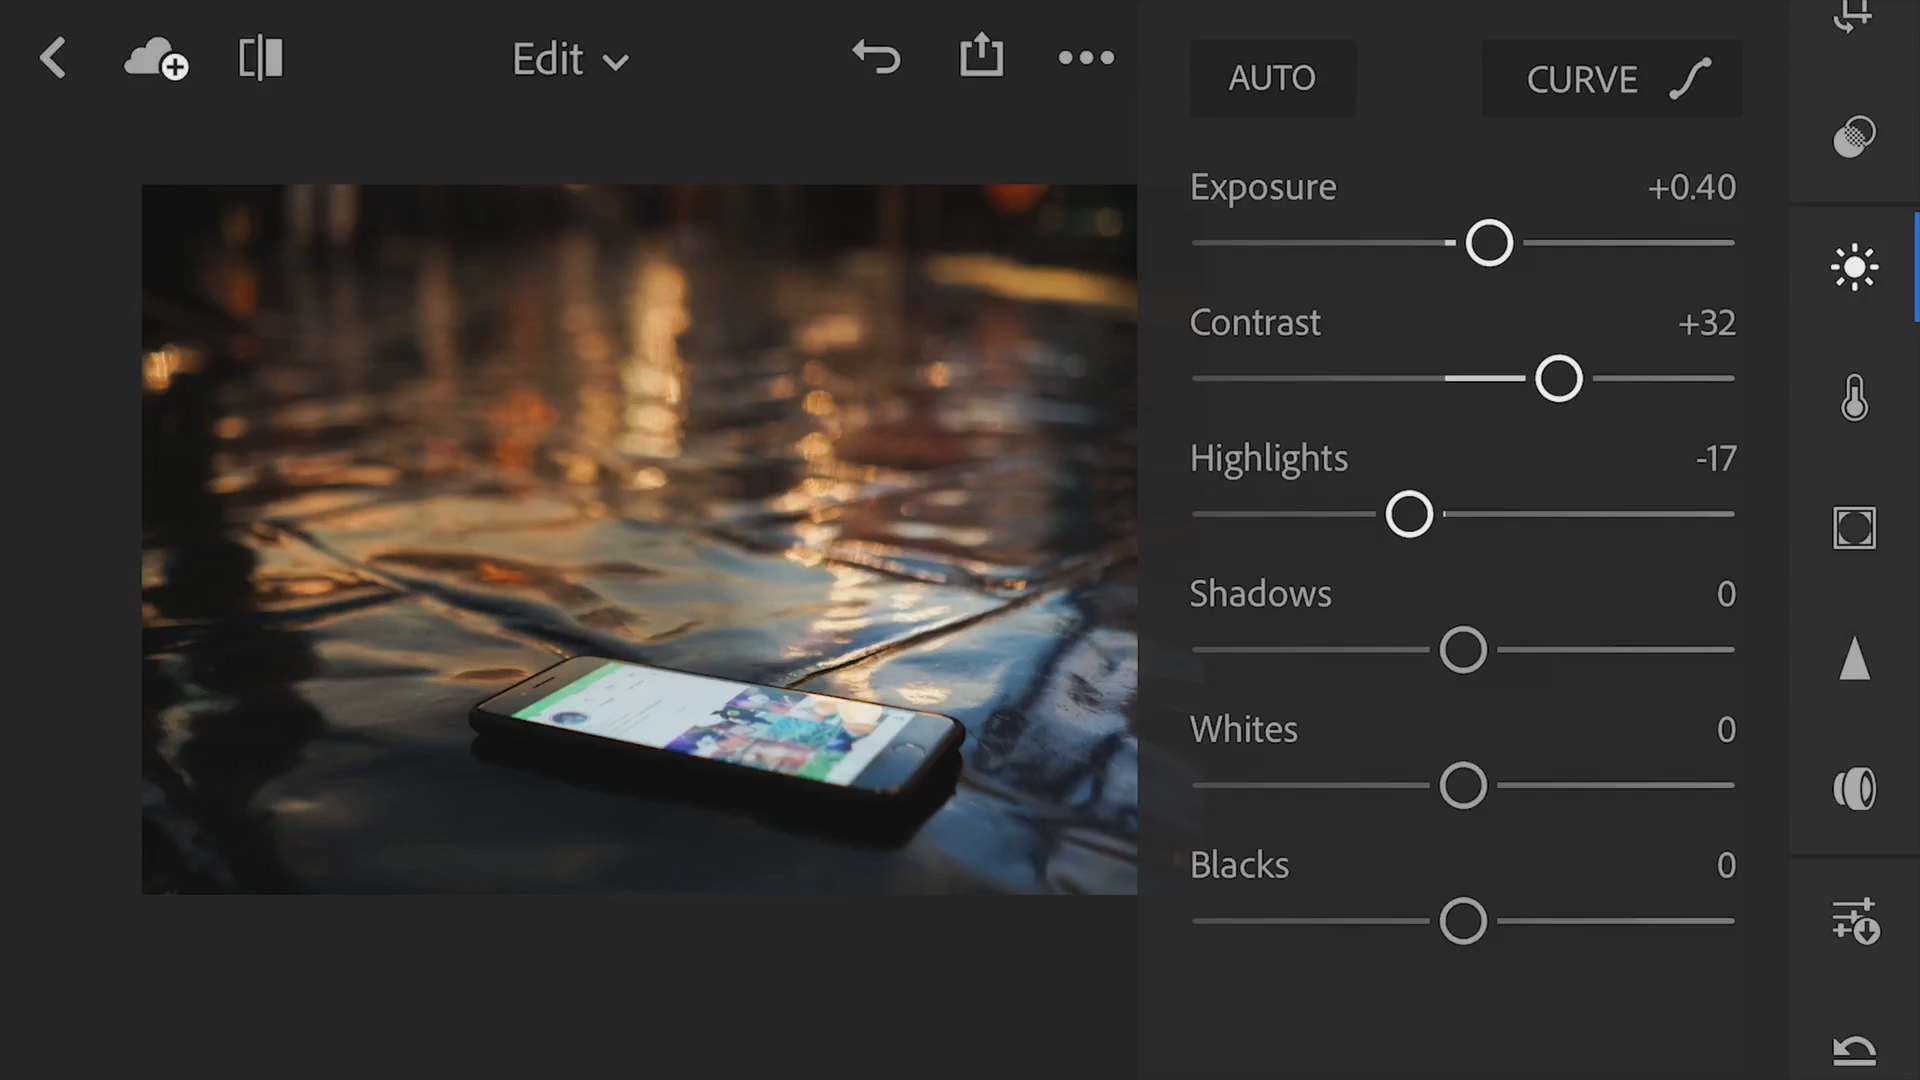 Edit
AUTO
CURVE
Exposure +0.40
Contrast +32
Highlights -17
Shadows 0
Whites 0
Blacks 0